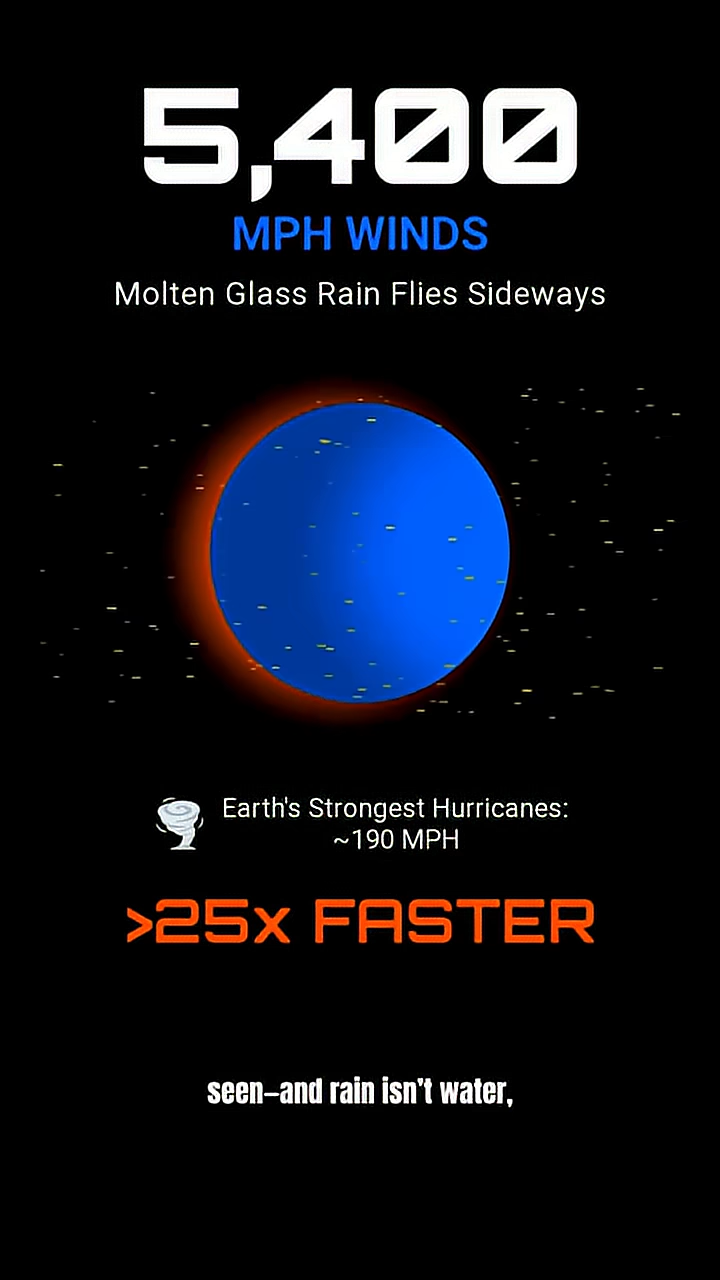 5,400
MPH WINDS
Molten Glass Rain Flies Sideways
Earth's Strongest Hurricanes:
~190 MPH
>25x FASTER
seen—and rain isn't water,